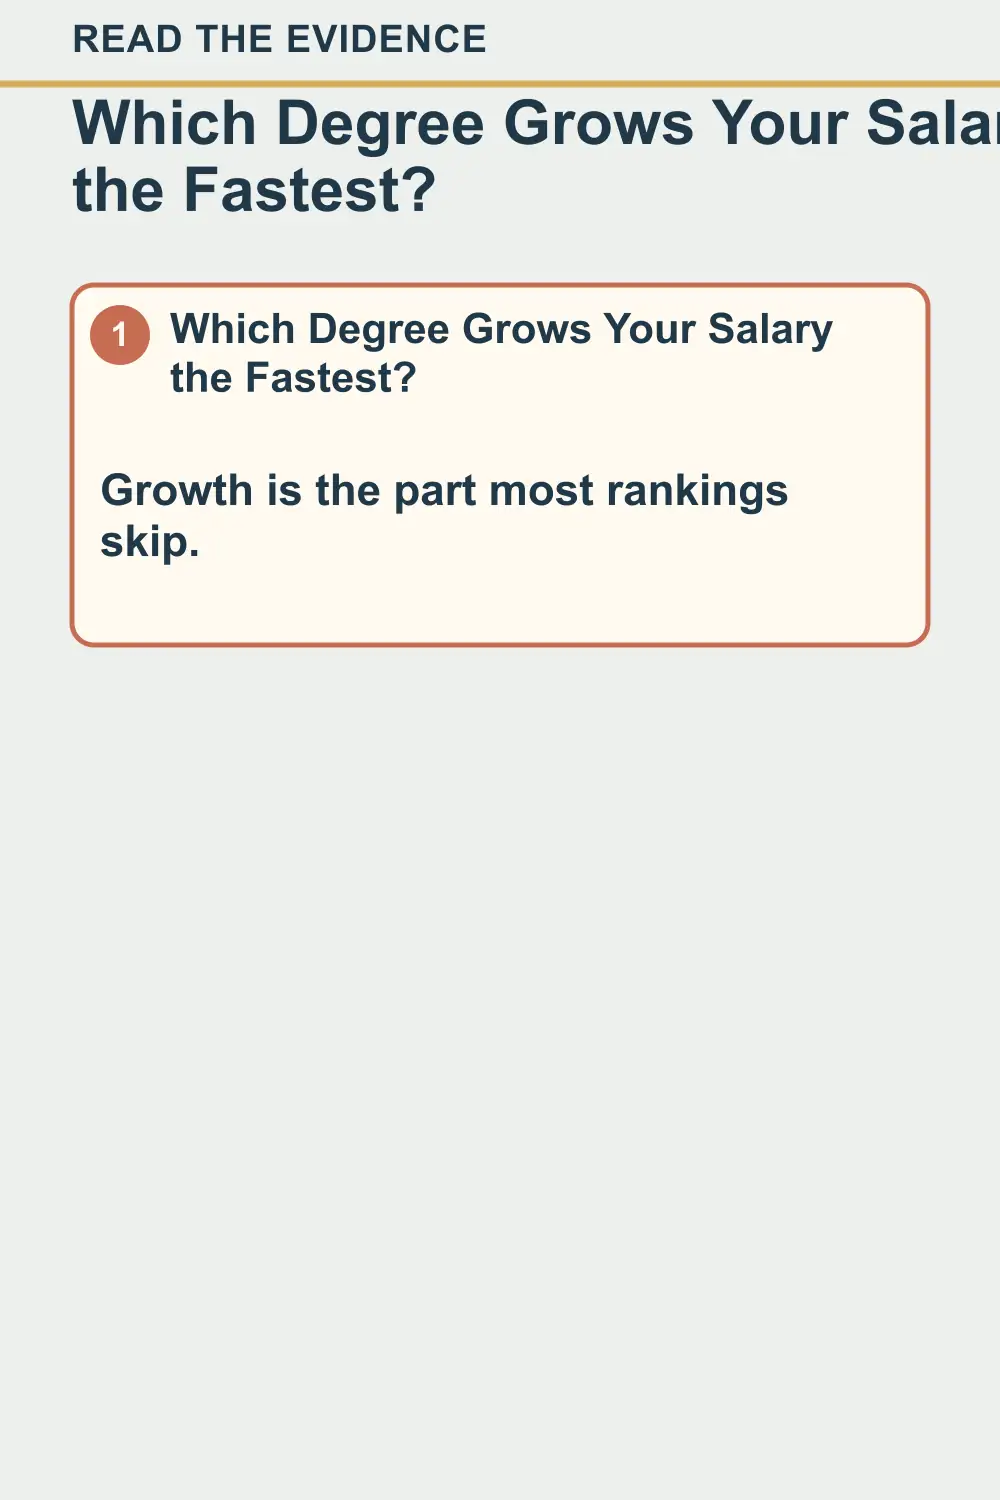 READ THE EVIDENCE
Which Degree Grows Your Salar
the Fastest?
1
Which Degree Grows Your Salary
the Fastest?
Growth is the part most rankings
skip.